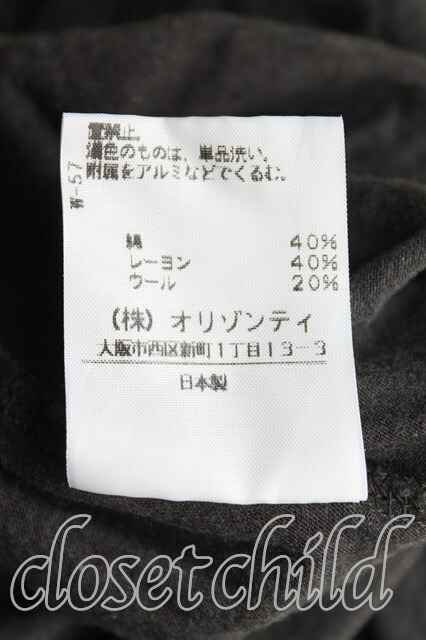 濃色のものは、単品洗い。
附属をアルミなどでくるむ。
W-57
綿 40%
レーヨン 40%
ウール 20%
(株) オリゾンティ
大阪市西区新町1丁目13-3
日本製
closet child